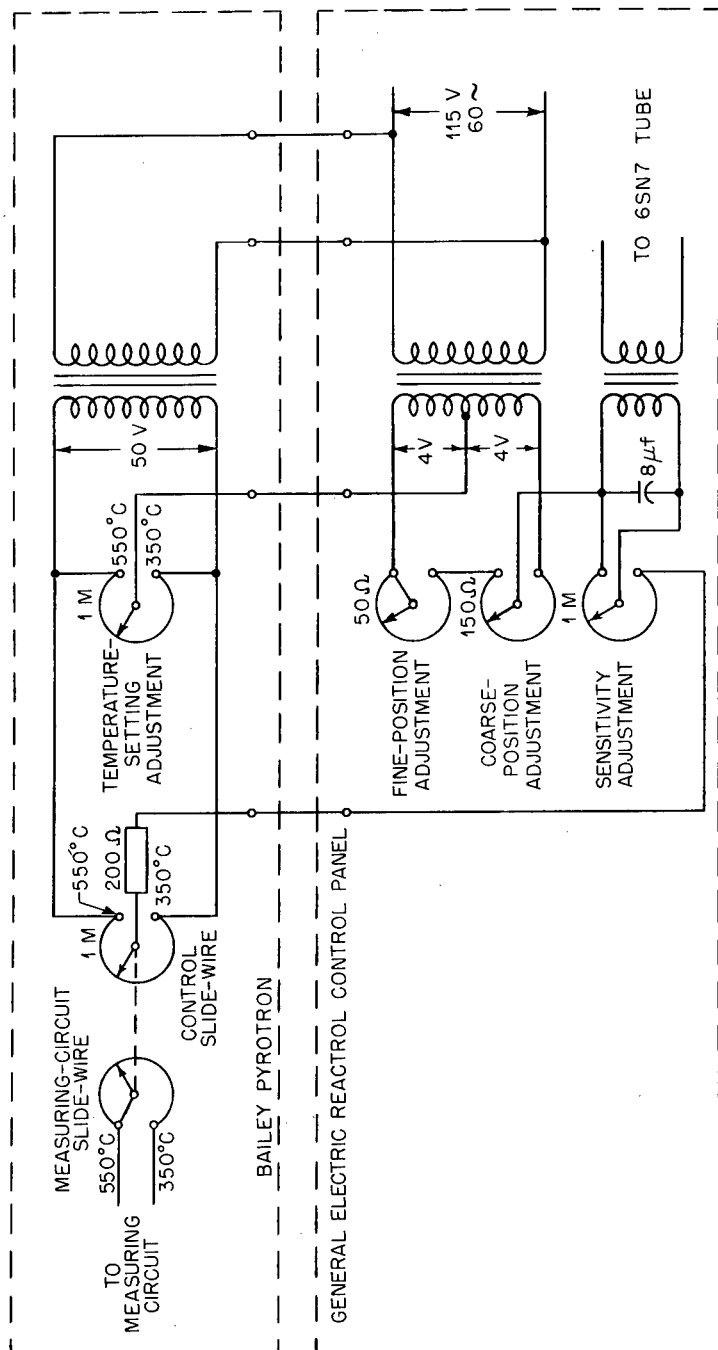 TO
MEASURING
CIRCUIT
550°C
350°C
MEASURING-CIRCUIT
SLIDE-WIRE
1 M
550°C
200 Ω
350°C
CONTROL
SLIDE-WIRE
TEMPERATURE-
SETTING
ADJUSTMENT
1 M
550°C
350°C
50 V
BAILEY PYROTRON
GENERAL ELECTRIC REACTROL CONTROL PANEL
FINE-POSITION
ADJUSTMENT
50 Ω
COARSE-
POSITION
ADJUSTMENT
150 Ω
SENSITIVITY
ADJUSTMENT
1 M
4V
4V
8μf
115 V
60 ~
TO 6SN7 TUBE